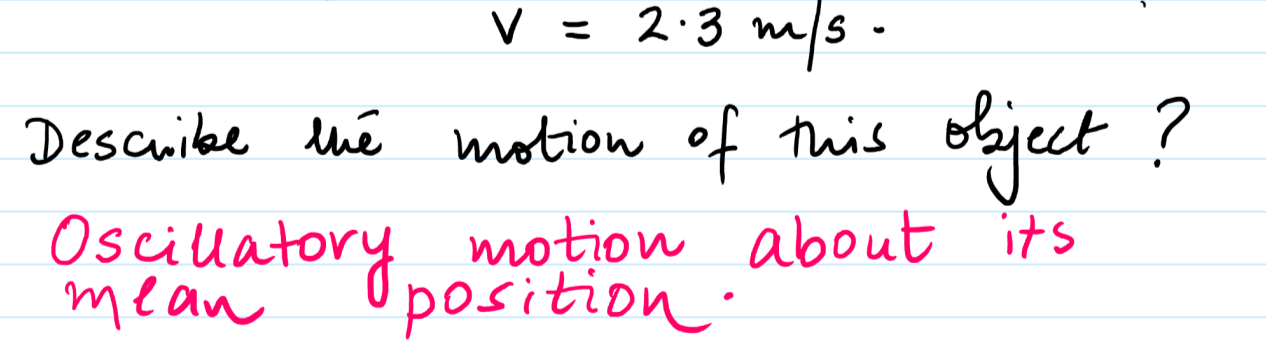 V = 2.3 m/s.
Describe the motion of this object?
Oscillatory motion about its
mean position.